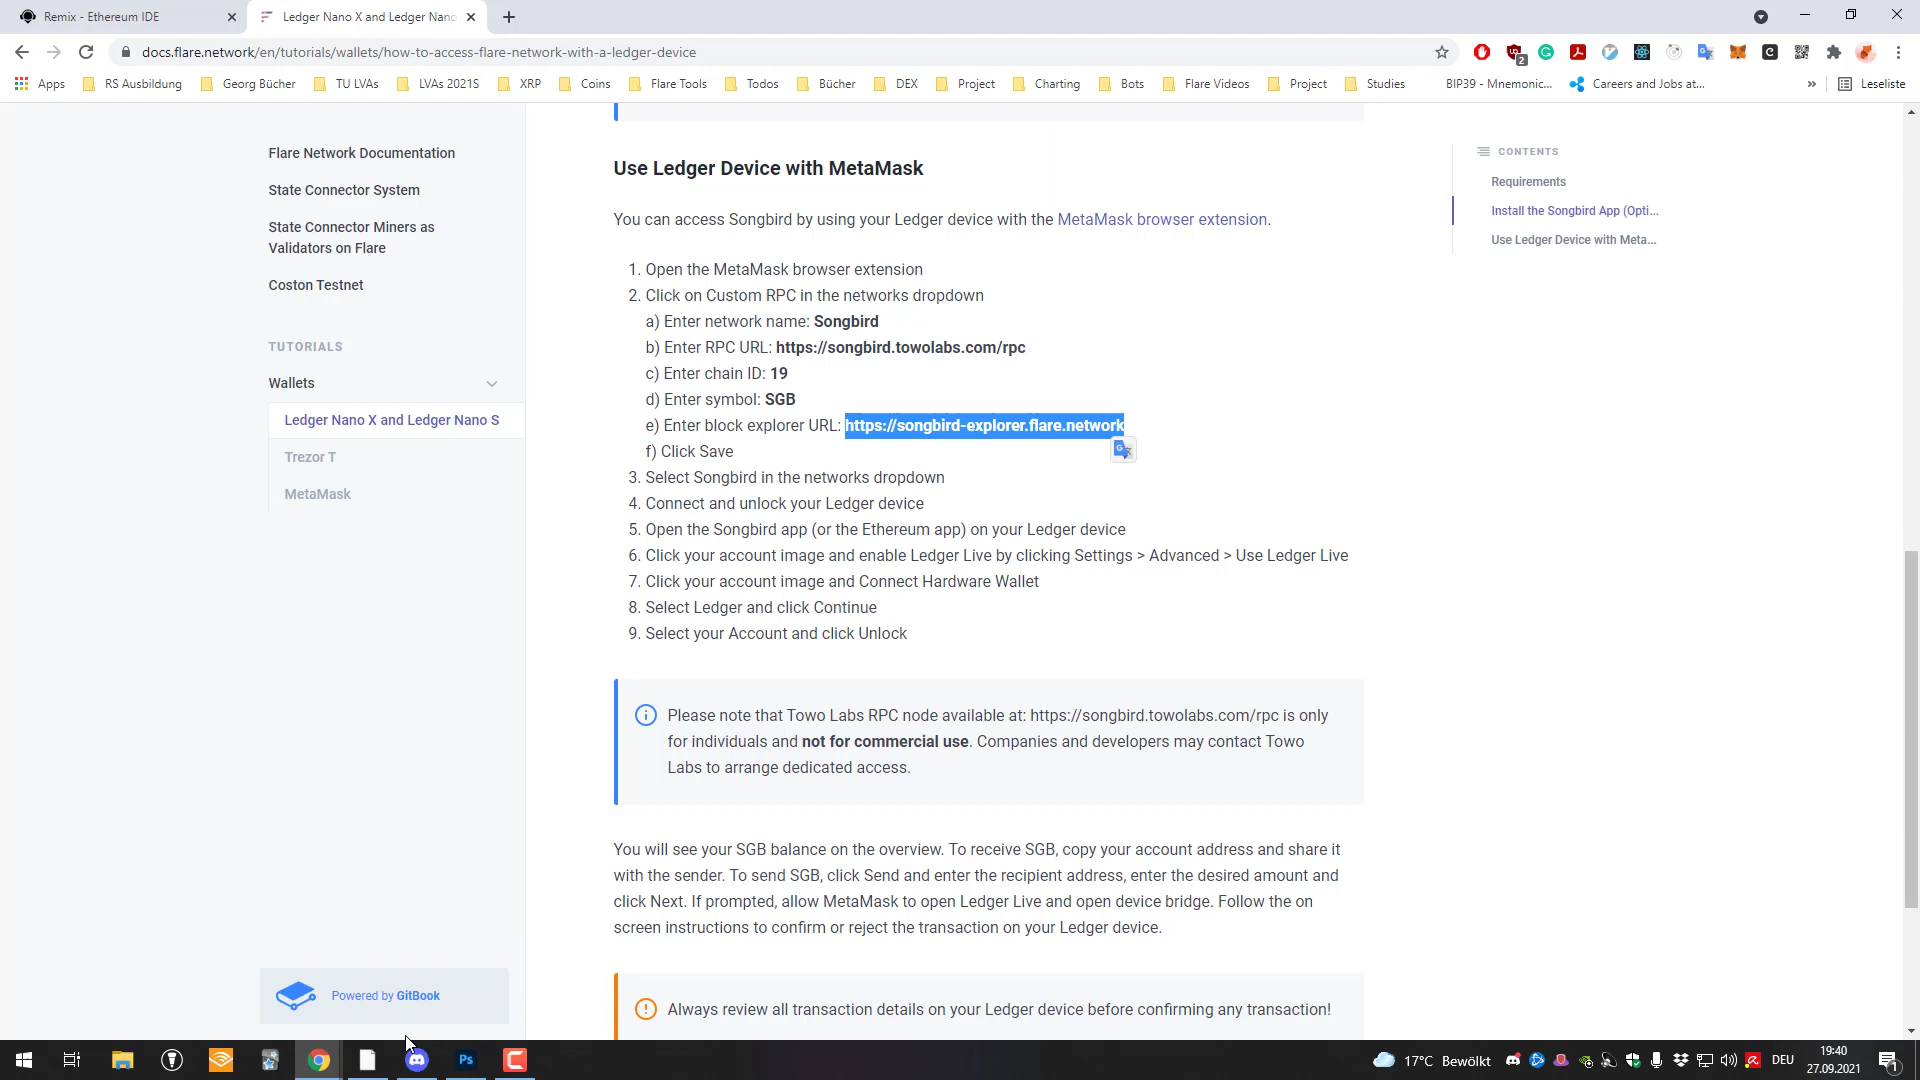 Remix - Ethereum IDE
Ledger Nano X and Ledger Nano
docs.flare.network/en/tutorials/wallets/how-to-access-flare-network-with-a-ledger-device
2
Apps
RS Ausbildung
Georg Bücher
TU LVAs
LVAs 2021S
XRP
Coins
Flare Tools
Todos
Bücher
DEX
Project
Charting
Bots
Flare Videos
Project
Studies
BIP39 - Mnemonic...
Careers and Jobs at...
»
Leseliste
Flare Network Documentation
State Connector System
State Connector Miners as
Validators on Flare
Coston Testnet
TUTORIALS
Wallets
Ledger Nano X and Ledger Nano S
Trezor T
MetaMask
Powered by GitBook
Use Ledger Device with MetaMask
You can access Songbird by using your Ledger device with the MetaMask browser extension.
1. Open the MetaMask browser extension
2. Click on Custom RPC in the networks dropdown
a) Enter network name: Songbird
b) Enter RPC URL: https://songbird.towolabs.com/rpc
c) Enter chain ID: 19
d) Enter symbol: SGB
e) Enter block explorer URL: https://songbird-explorer.flare.network
f) Click Save
3. Select Songbird in the networks dropdown
4. Connect and unlock your Ledger device
5. Open the Songbird app (or the Ethereum app) on your Ledger device
6. Click your account image and enable Ledger Live by clicking Settings > Advanced > Use Ledger Live
7. Click your account image and Connect Hardware Wallet
8. Select Ledger and click Continue
9. Select your Account and click Unlock
Please note that Towo Labs RPC node available at: https://songbird.towolabs.com/rpc is only
for individuals and not for commercial use. Companies and developers may contact Towo
Labs to arrange dedicated access.
You will see your SGB balance on the overview. To receive SGB, copy your account address and share it
with the sender. To send SGB, click Send and enter the recipient address, enter the desired amount and
click Next. If prompted, allow MetaMask to open Ledger Live and open device bridge. Follow the on
screen instructions to confirm or reject the transaction on your Ledger device.
Always review all transaction details on your Ledger device before confirming any transaction!
CONTENTS
Requirements
Install the Songbird App (Opti...
Use Ledger Device with Meta...
Ps
17°C Bewölkt
DEU
19:40
27.09.2021
1